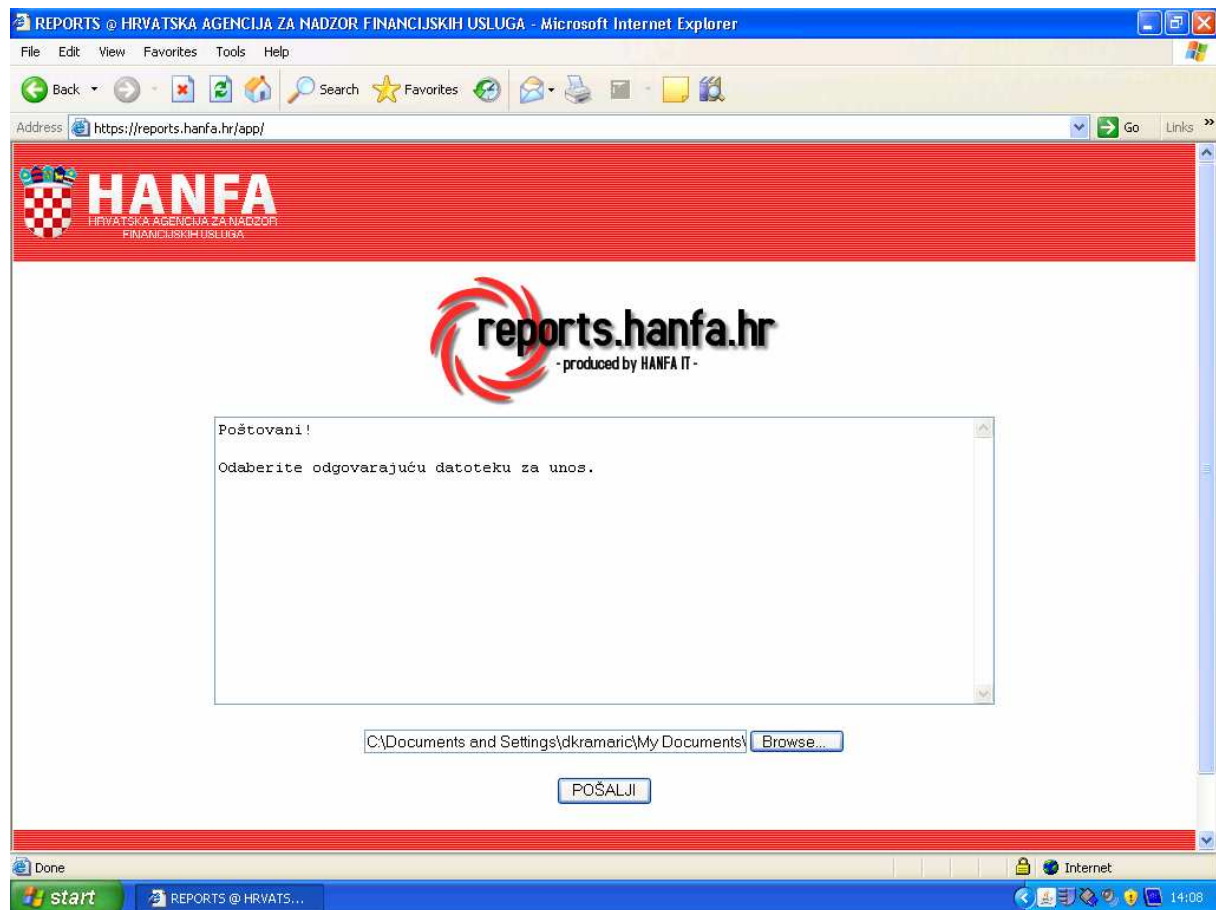 REPORTS @ HRVATSKA AGENCIJA ZA NADZOR FINANCIJSKIH USLUGA - Microsoft Internet Explorer
File Edit View Favorites Tools Help
Back Search Favorites
Address https://reports.hanfa.hr/app/ Go Links »
HANFA
HRVATSKA AGENCIJA ZA NADZOR
FINANCIJSKIH USLUGA
reports.hanfa.hr
- produced by HANFA IT -
Poštovani!
Odaberite odgovarajuću datoteku za unos.
C:\Documents and Settings\dkramaric\My Documents\ Browse...
POŠALJI
Done Internet
start REPORTS @ HRVATS... 14:08